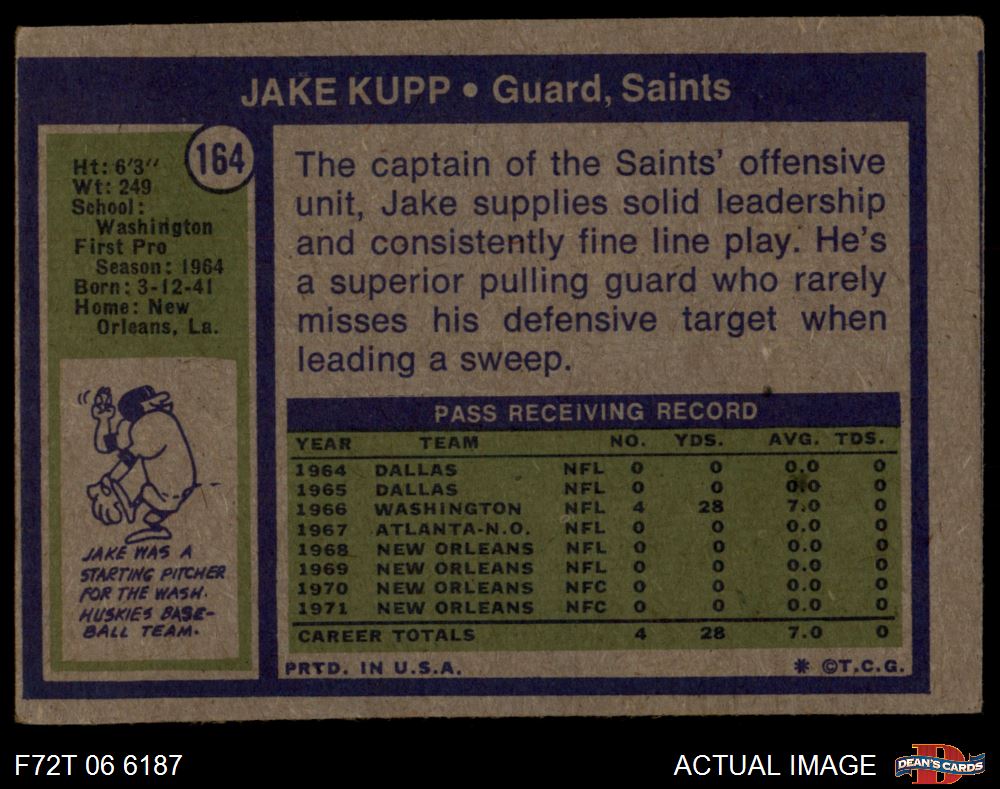 JAKE KUPP • Guard, Saints
164
Ht: 6'3''
Wt: 249
School:
Washington
First Pro
Season: 1964
Born: 3-12-41
Home: New
Orleans, La.
JAKE WAS A
STARTING PITCHER
FOR THE WASH.
HUSKIES BASE-
BALL TEAM.
The captain of the Saints' offensive
unit, Jake supplies solid leadership
and consistently fine line play. He's
a superior pulling guard who rarely
misses his defensive target when
leading a sweep.
PASS RECEIVING RECORD
YEAR TEAM NO. YDS. AVG. TDS.
1964 DALLAS NFL 0 0 0.0 0
1965 DALLAS NFL 0 0 0.0 0
1966 WASHINGTON NFL 4 28 7.0 0
1967 ATLANTA-N.O. NFL 0 0 0.0 0
1968 NEW ORLEANS NFL 0 0 0.0 0
1969 NEW ORLEANS NFL 0 0 0.0 0
1970 NEW ORLEANS NFC 0 0 0.0 0
1971 NEW ORLEANS NFC 0 0 0.0 0
CAREER TOTALS 4 28 7.0 0
PRTD. IN U.S.A. * ©T.C.G.
F72T 06 6187
ACTUAL IMAGE
D
DEAN'S CARDS